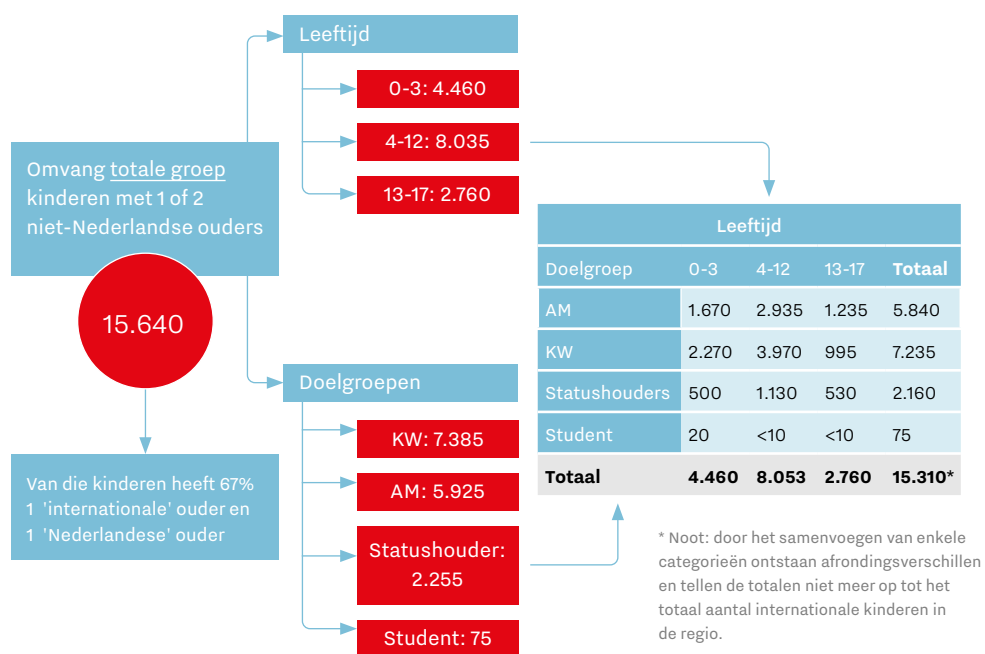 Leeftijd
0-3: 4.460
4-12: 8.035
13-17: 2.760
Omvang totale groep
kinderen met 1 of 2
niet-Nederlandse ouders
15.640
Van die kinderen heeft 67%
1 'internationale' ouder en
1 'Nederlandese' ouder
Doelgroepen
KW: 7.385
AM: 5.925
Statushouder:
2.255
Student: 75
Leeftijd
Doelgroep 0-3 4-12 13-17 Totaal
AM 1.670 2.935 1.235 5.840
KW 2.270 3.970 995 7.235
Statushouders 500 1.130 530 2.160
Student 20 <10 <10 75
Totaal 4.460 8.053 2.760 15.310*
* Noot: door het samenvoegen van enkele
categorieën ontstaan afrondingsverschillen
en tellen de totalen niet meer op tot het
totaal aantal internationale kinderen in
de regio.